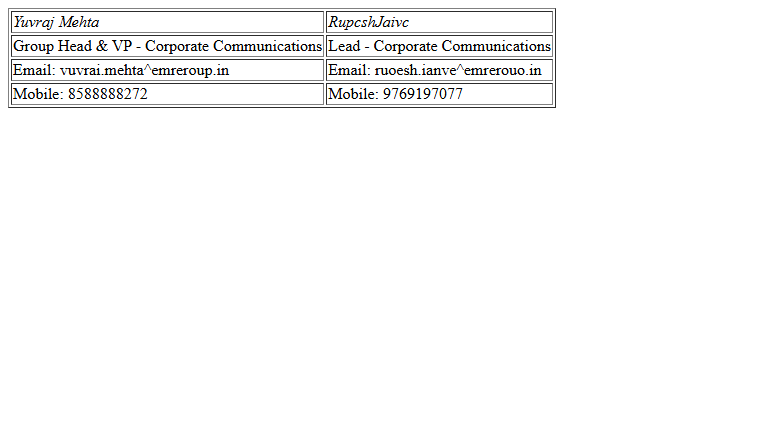 Yuvraj Mehta RupcshJaivc
Group Head & VP - Corporate Communications Lead - Corporate Communications
Email: vuvrai.mehta^emreroup.in Email: ruoesh.ianve^emrerouo.in
Mobile: 8588888272 Mobile: 9769197077